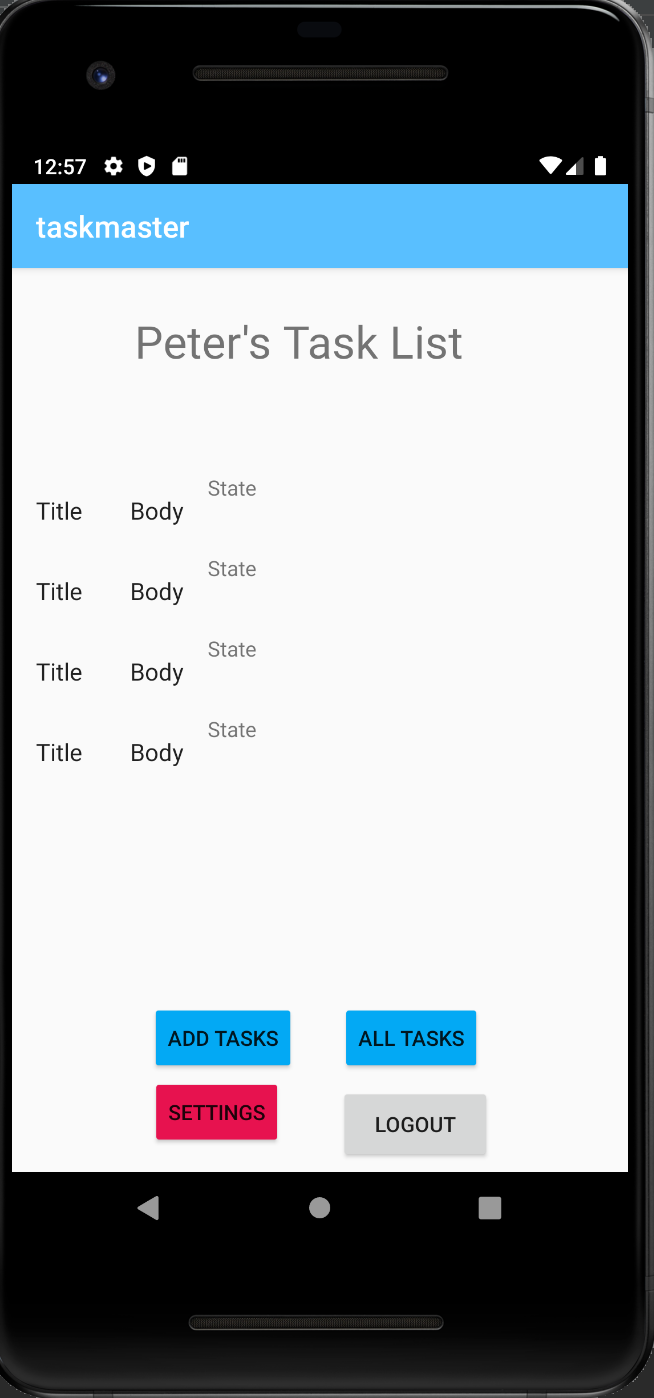 12:57
taskmaster
Peter's Task List
State
Title Body
State
Title Body
State
Title Body
State
Title Body
ADD TASKS ALL TASKS
SETTINGS LOGOUT